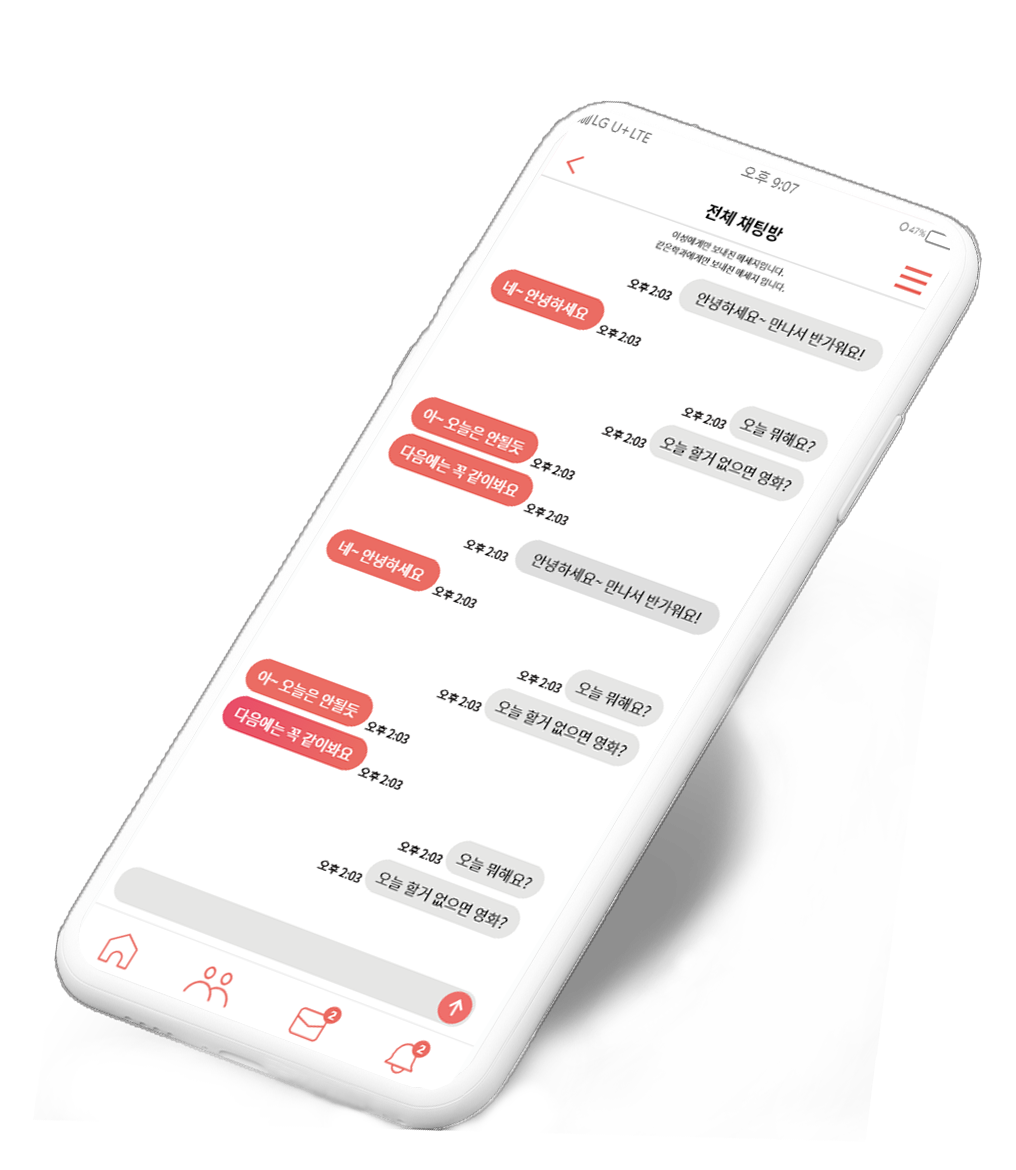 LG U+ LTE
오후 9:07
47%
전체 채팅방
이성에게만 보내진 메세지입니다.
같은학과에게만 보내진 메세지 입니다.
오후 2:03 안녕하세요~ 만나서 반가워요!
네~ 안녕하세요 오후 2:03
오후 2:03 오늘 뭐해요?
오후 2:03 오늘 할거 없으면 영화?
아~ 오늘은 안될듯 오후 2:03
다음에는 꼭 같이봐요 오후 2:03
오후 2:03 안녕하세요~ 만나서 반가워요!
네~ 안녕하세요 오후 2:03
오후 2:03 오늘 뭐해요?
오후 2:03 오늘 할거 없으면 영화?
아~ 오늘은 안될듯 오후 2:03
다음에는 꼭 같이봐요 오후 2:03
오후 2:03 오늘 뭐해요?
오후 2:03 오늘 할거 없으면 영화?
2
2